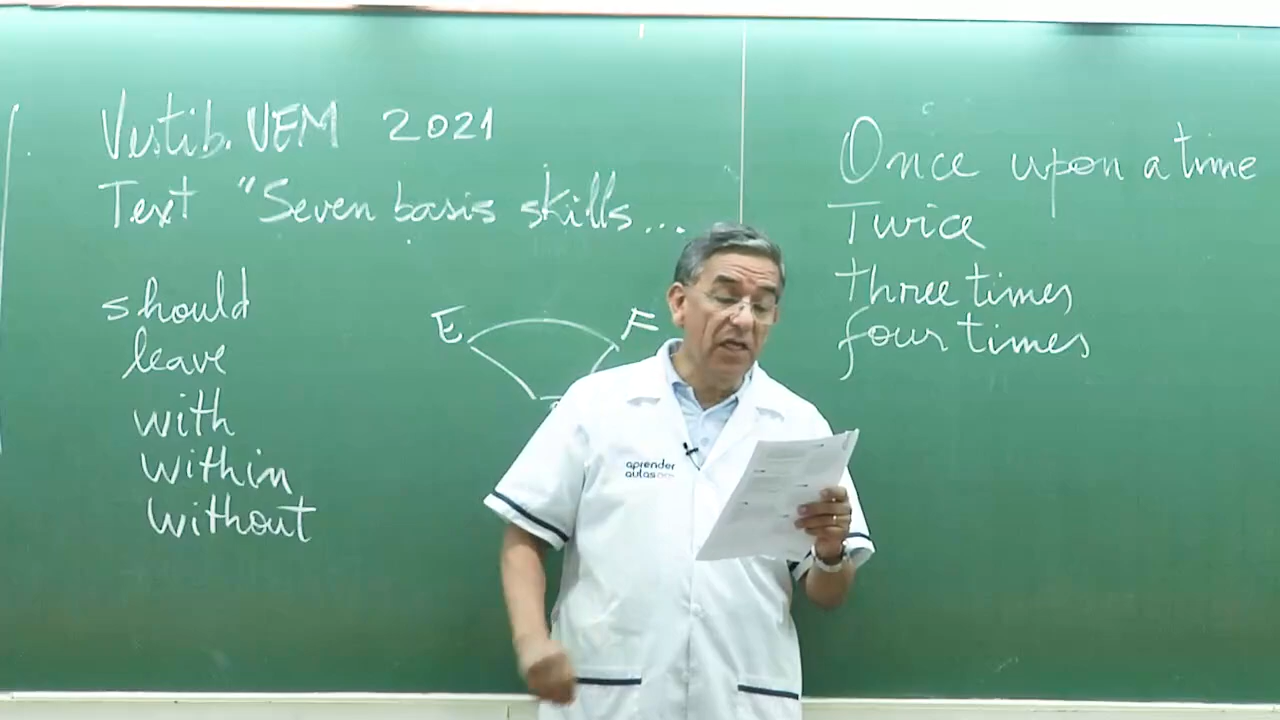 Vestib. UEM 2021
Text "Seven basis skills...
should
leave
with
within
without
E
F
Once upon a time
Twice
three times
four times
aprender
aulas